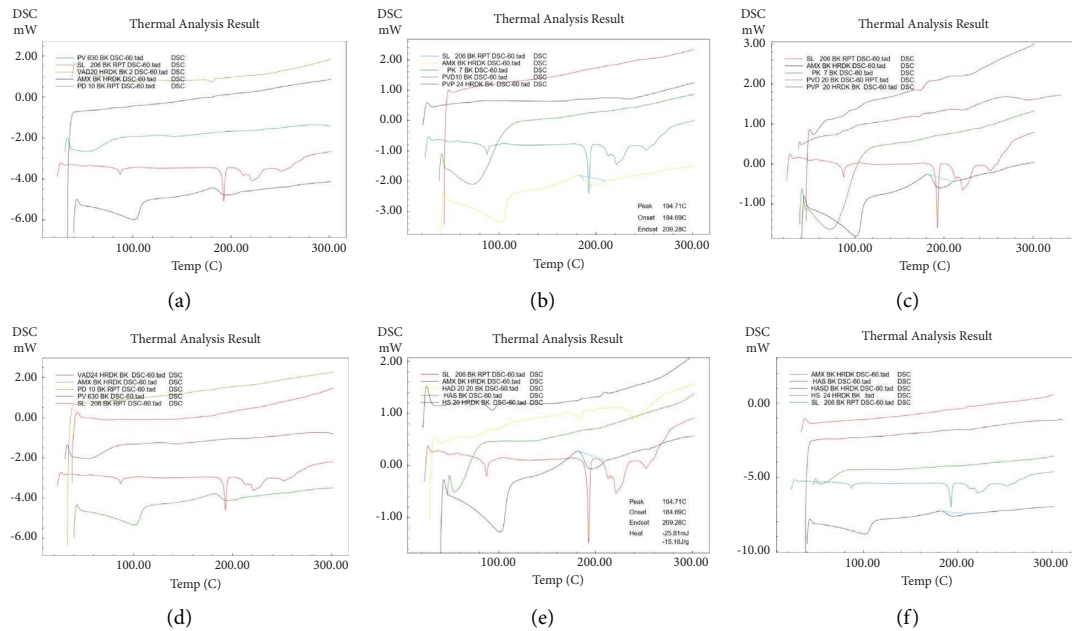 DSC
mW
Thermal Analysis Result
PV 630 BK DSC-60.tad DSC
SL 206 BK RPT DSC-60.tad DSC
VAD20 HRDK BK 2 DSC-60.tad DSC
AMX BK HRDK DSC-60.tad DSC
PD 10 BK RPT DSC-60.tad DSC
2.00
0.00
-2.00
-4.00
-6.00
100.00 200.00 300.00
Temp (C)
(a)
DSC
mW
Thermal Analysis Result
SL 206 BK RPT DSC-60.tad DSC
AMX BK HRDK DSC-60.tad DSC
PK 7 BK DSC-60.tad DSC
PVD10 BK DSC-60.tad DSC
PVP 24 HRDK BK DSC-60.tad DSC
2.00
1.00
0.00
-1.00
-2.00
-3.00
Peak 194.71C
Onset 184.69C
Endset 209.28C
100.00 200.00 300.00
Temp (C)
(b)
DSC
mW
Thermal Analysis Result
SL 206 BK RPT DSC-60.tad DSC
AMX BK HRDK DSC-60.tad DSC
PK 7 BK DSC-60.tad DSC
PVD 20 BK DSC-60 RPT.tad DSC
PVP 20 HRDK BK DSC-60.tad DSC
3.00
2.00
1.00
0.00
-1.00
100.00 200.00 300.00
Temp (C)
(c)
DSC
mW
Thermal Analysis Result
VAD24 HRDK BK DSC-60.tad DSC
AMX BK HRDK DSC-60.tad DSC
PD 10 BK RPT DSC-60.tad DSC
PV 630 BK DSC-60.tad DSC
SL 206 BK RPT DSC-60.tad DSC
2.00
0.00
-2.00
-4.00
-6.00
100.00 200.00 300.00
Temp (C)
(d)
DSC
mW
Thermal Analysis Result
SL 206 BK RPT DSC-60.tad DSC
AMX BK HRDK DSC-60.tad DSC
HAD 20 20 BK DSC-60.tad DSC
HAS BK DSC-60.tad DSC
HS 20 HRDK BK DSC-60.tad DSC
2.00
1.00
0.00
-1.00
Peak 194.71C
Onset 184.69C
Endset 209.28C
Heat -25.81mJ
-15.18J/g
100.00 200.00 300.00
Temp (C)
(e)
DSC
mW
Thermal Analysis Result
AMX BK HRDK DSC-60.tad DSC
HAS BK DSC-60.tad DSC
HASD BK HRDK DSC-60.tad DSC
HS 24 HRDK BK .tad DSC
SL 206 BK RPT DSC-60.tad DSC
0.00
-5.00
-10.00
100.00 200.00 300.00
Temp (C)
(f)